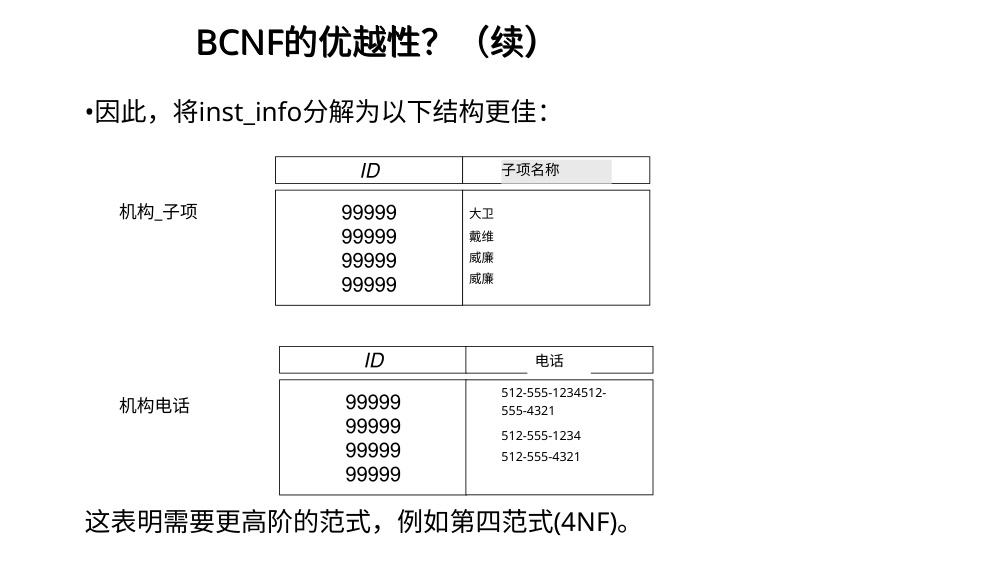 BCNF的优越性？（续）
•因此，将inst_info分解为以下结构更佳：
ID 子项名称
机构_子项
99999 大卫
99999 戴维
99999 威廉
99999 威廉
ID 电话
机构电话
99999 512-555-1234512-
555-4321
99999
99999 512-555-1234
99999 512-555-4321
这表明需要更高阶的范式，例如第四范式(4NF)。